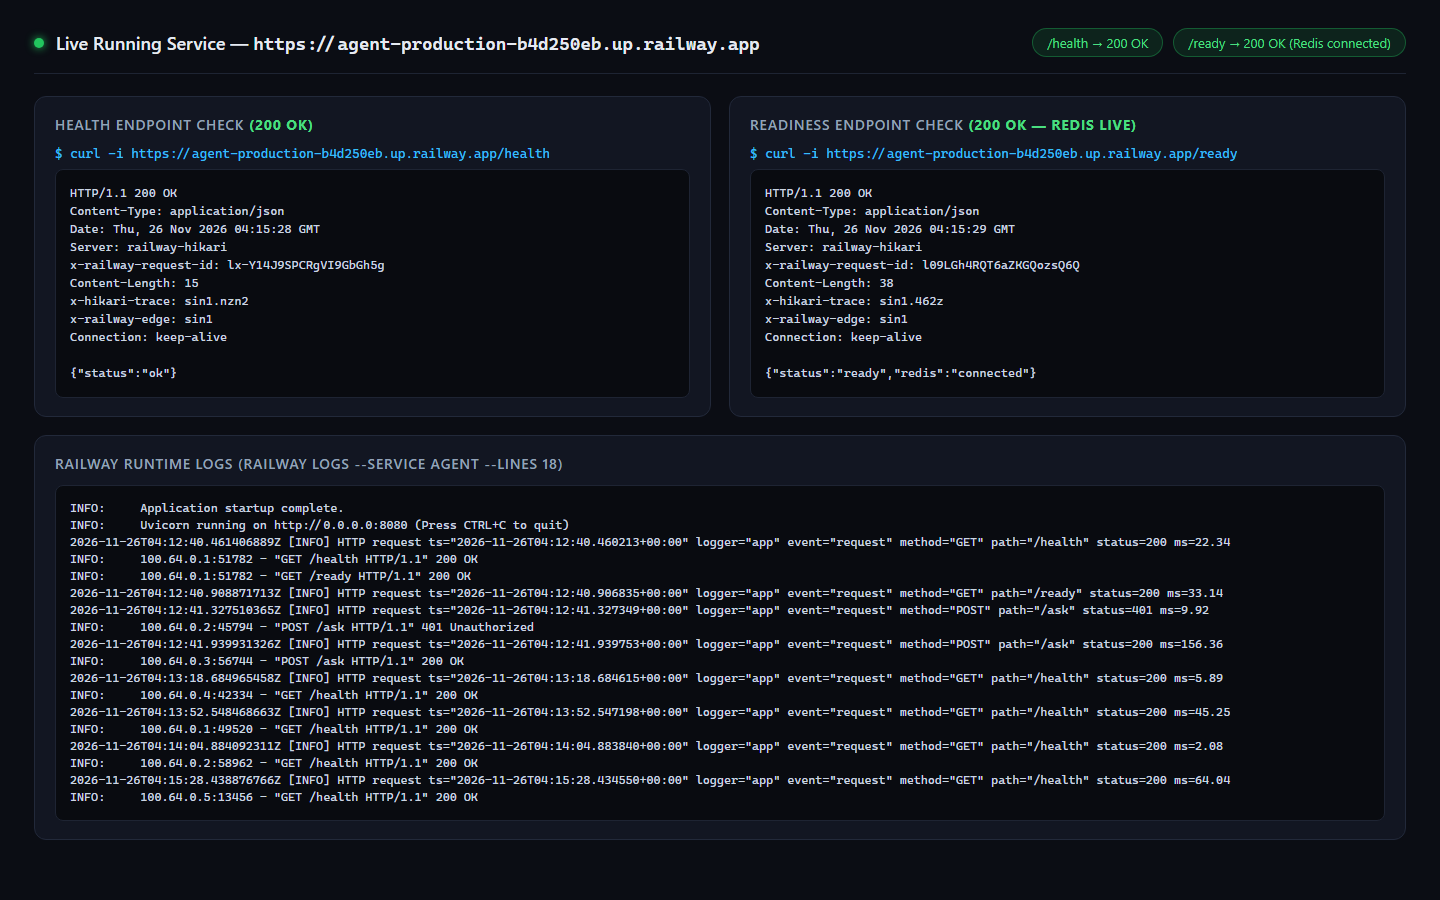 Live Running Service — https://agent-production-b4d250eb.up.railway.app
/health → 200 OK
/ready → 200 OK (Redis connected)
HEALTH ENDPOINT CHECK (200 OK)
$ curl -i https://agent-production-b4d250eb.up.railway.app/health
HTTP/1.1 200 OK
Content-Type: application/json
Date: Thu, 26 Nov 2026 04:15:28 GMT
Server: railway-hikari
x-railway-request-id: lx-Y14J9SPCRgVI9GbGh5g
Content-Length: 15
x-hikari-trace: sin1.nzn2
x-railway-edge: sin1
Connection: keep-alive
{"status":"ok"}
READINESS ENDPOINT CHECK (200 OK — REDIS LIVE)
$ curl -i https://agent-production-b4d250eb.up.railway.app/ready
HTTP/1.1 200 OK
Content-Type: application/json
Date: Thu, 26 Nov 2026 04:15:29 GMT
Server: railway-hikari
x-railway-request-id: l09LGh4RQT6aZKGQozsQ6Q
Content-Length: 38
x-hikari-trace: sin1.462z
x-railway-edge: sin1
Connection: keep-alive
{"status":"ready","redis":"connected"}
RAILWAY RUNTIME LOGS (RAILWAY LOGS --SERVICE AGENT --LINES 18)
INFO:     Application startup complete.
INFO:     Uvicorn running on http://0.0.0.0:8080 (Press CTRL+C to quit)
2026-11-26T04:12:40.461406889Z [INFO] HTTP request ts="2026-11-26T04:12:40.460213+00:00" logger="app" event="request" method="GET" path="/health" status=200 ms=22.34
INFO:     100.64.0.1:51782 - "GET /health HTTP/1.1" 200 OK
INFO:     100.64.0.1:51782 - "GET /ready HTTP/1.1" 200 OK
2026-11-26T04:12:40.908871713Z [INFO] HTTP request ts="2026-11-26T04:12:40.906835+00:00" logger="app" event="request" method="GET" path="/ready" status=200 ms=33.14
2026-11-26T04:12:41.327510365Z [INFO] HTTP request ts="2026-11-26T04:12:41.327349+00:00" logger="app" event="request" method="POST" path="/ask" status=401 ms=9.92
INFO:     100.64.0.2:45794 - "POST /ask HTTP/1.1" 401 Unauthorized
2026-11-26T04:12:41.939931326Z [INFO] HTTP request ts="2026-11-26T04:12:41.939753+00:00" logger="app" event="request" method="POST" path="/ask" status=200 ms=156.36
INFO:     100.64.0.3:56744 - "POST /ask HTTP/1.1" 200 OK
2026-11-26T04:13:18.684965458Z [INFO] HTTP request ts="2026-11-26T04:13:18.684615+00:00" logger="app" event="request" method="GET" path="/health" status=200 ms=5.89
INFO:     100.64.0.4:42334 - "GET /health HTTP/1.1" 200 OK
2026-11-26T04:13:52.548468663Z [INFO] HTTP request ts="2026-11-26T04:13:52.547198+00:00" logger="app" event="request" method="GET" path="/health" status=200 ms=45.25
INFO:     100.64.0.1:49520 - "GET /health HTTP/1.1" 200 OK
2026-11-26T04:14:04.884092311Z [INFO] HTTP request ts="2026-11-26T04:14:04.883840+00:00" logger="app" event="request" method="GET" path="/health" status=200 ms=2.08
INFO:     100.64.0.2:58962 - "GET /health HTTP/1.1" 200 OK
2026-11-26T04:15:28.438876766Z [INFO] HTTP request ts="2026-11-26T04:15:28.434550+00:00" logger="app" event="request" method="GET" path="/health" status=200 ms=64.04
INFO:     100.64.0.5:13456 - "GET /health HTTP/1.1" 200 OK